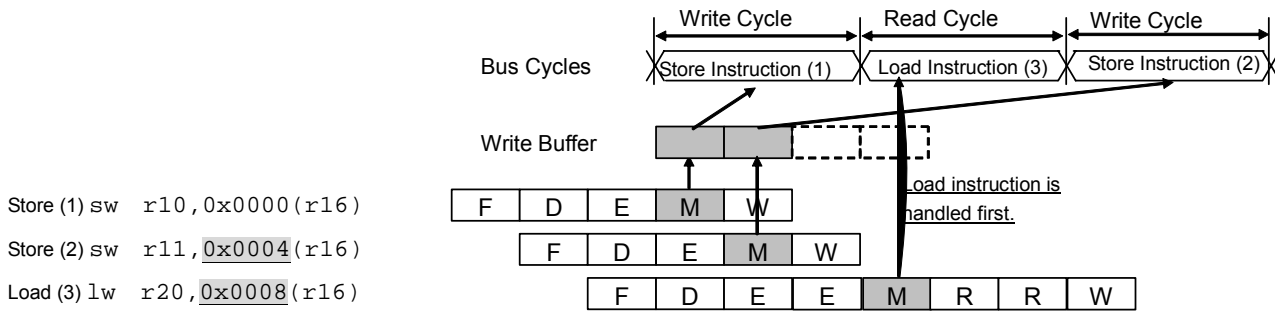 Write Cycle Read Cycle Write Cycle
Bus Cycles Store Instruction (1) Load Instruction (3) Store Instruction (2)
Write Buffer
Load instruction is
handled first.
Store (1) sw r10,0x0000(r16) F D E M W
Store (2) sw r11,0x0004(r16) F D E M W
Load (3) lw r20,0x0008(r16) F D E E M R R W